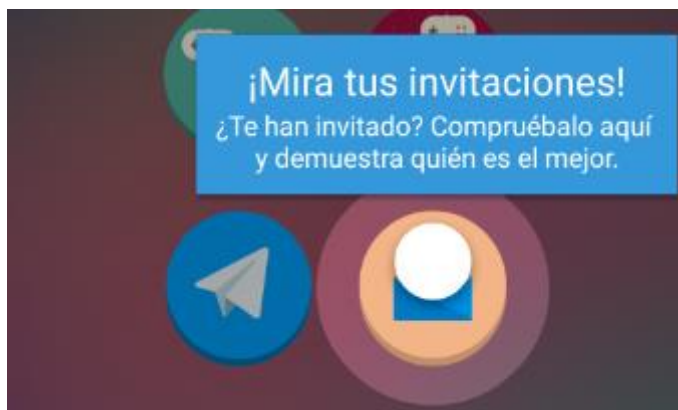 ¡Mira tus invitaciones!
¿Te han invitado? Compruébalo aquí
y demuestra quién es el mejor.